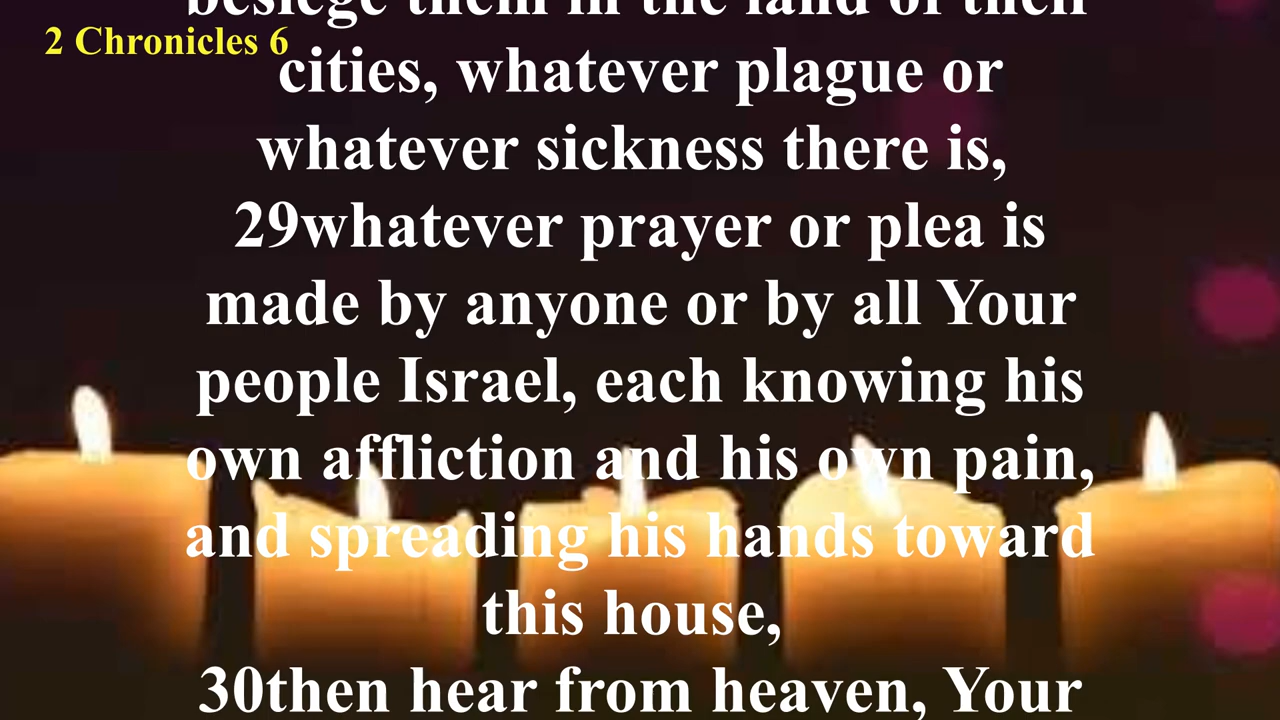 besiege them in the land of their
2 Chronicles 6
cities, whatever plague or
whatever sickness there is,
29whatever prayer or plea is
made by anyone or by all Your
people Israel, each knowing his
own affliction and his own pain,
and spreading his hands toward
this house,
30then hear from heaven, Your